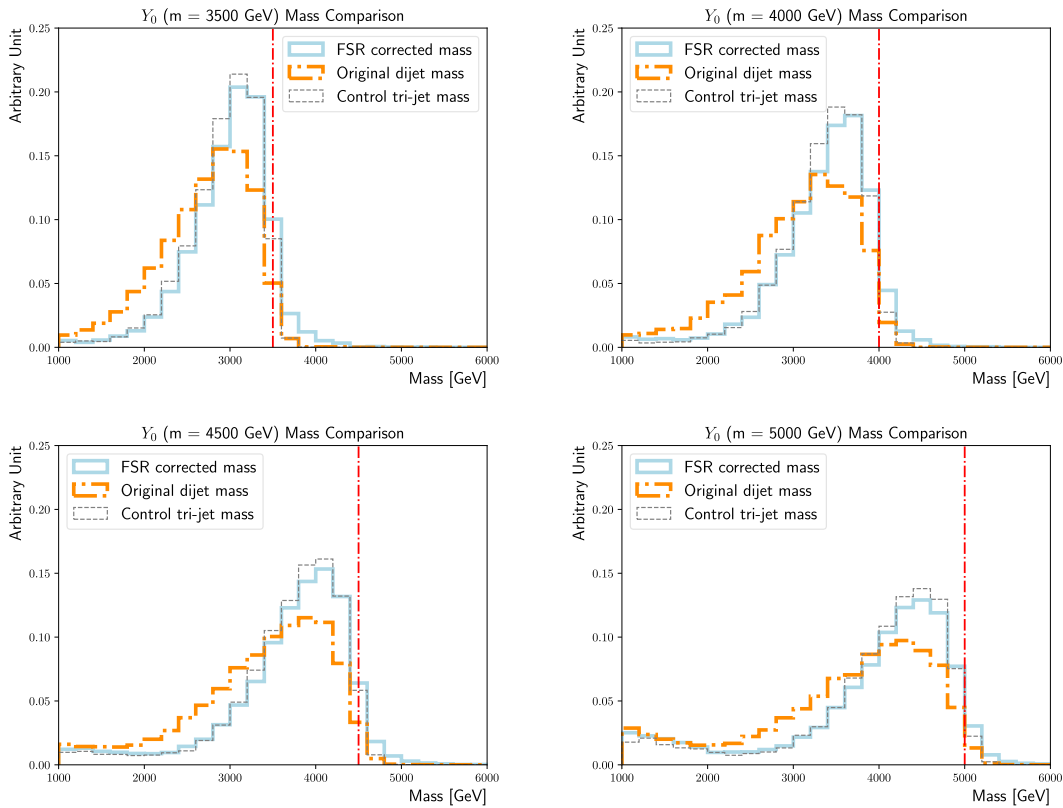 Y₀ (m = 3500 GeV) Mass Comparison
Arbitrary Unit
0.25
0.20
0.15
0.10
0.05
0.00
FSR corrected mass
Original dijet mass
Control tri-jet mass
1000 2000 3000 4000 5000 6000
Mass [GeV]
Y₀ (m = 4000 GeV) Mass Comparison
Arbitrary Unit
0.25
0.20
0.15
0.10
0.05
0.00
FSR corrected mass
Original dijet mass
Control tri-jet mass
1000 2000 3000 4000 5000 6000
Mass [GeV]
Y₀ (m = 4500 GeV) Mass Comparison
Arbitrary Unit
0.25
0.20
0.15
0.10
0.05
0.00
FSR corrected mass
Original dijet mass
Control tri-jet mass
1000 2000 3000 4000 5000 6000
Mass [GeV]
Y₀ (m = 5000 GeV) Mass Comparison
Arbitrary Unit
0.25
0.20
0.15
0.10
0.05
0.00
FSR corrected mass
Original dijet mass
Control tri-jet mass
1000 2000 3000 4000 5000 6000
Mass [GeV]